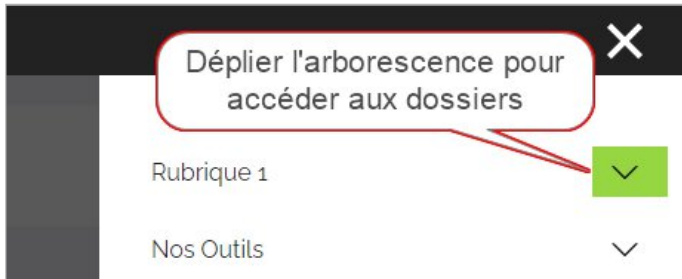 Déplier l'arborescence pour
accéder aux dossiers
Rubrique 1
Nos Outils